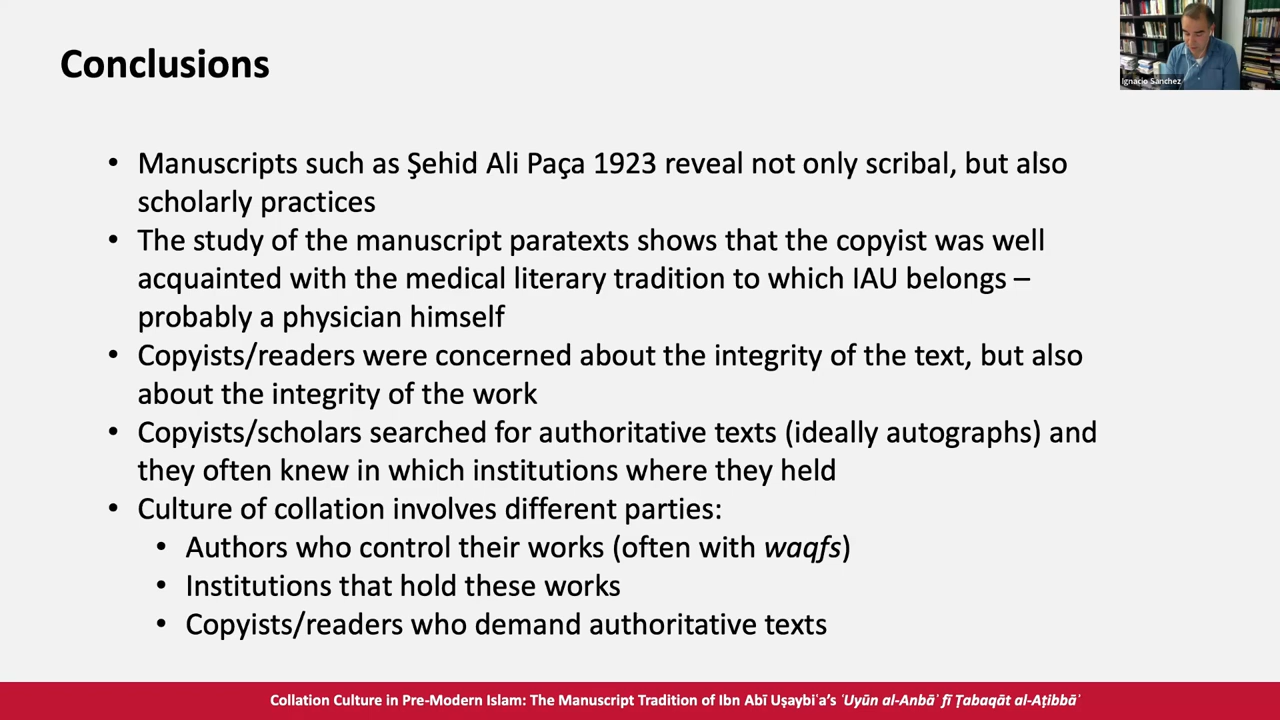 Conclusions
Ignacio Sanchez
• Manuscripts such as Şehid Ali Paça 1923 reveal not only scribal, but also
scholarly practices
• The study of the manuscript paratexts shows that the copyist was well
acquainted with the medical literary tradition to which IAU belongs –
probably a physician himself
• Copyists/readers were concerned about the integrity of the text, but also
about the integrity of the work
• Copyists/scholars searched for authoritative texts (ideally autographs) and
they often knew in which institutions where they held
• Culture of collation involves different parties:
• Authors who control their works (often with waqfs)
• Institutions that hold these works
• Copyists/readers who demand authoritative texts
Collation Culture in Pre-Modern Islam: The Manuscript Tradition of Ibn Abī Uṣaybiʿa’s ʿUyūn al-Anbāʾ fī Ṭabaqāt al-Aṭibbāʾ